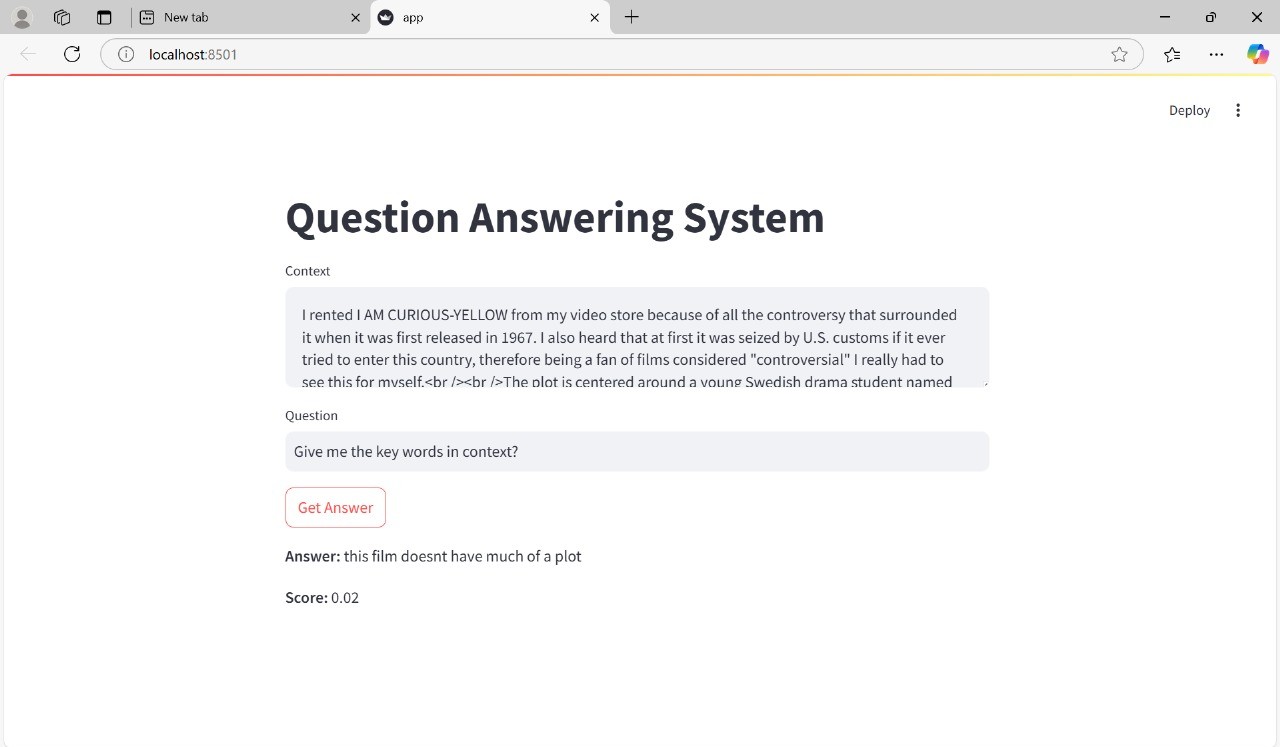 New tab
app
localhost:8501
Deploy
Question Answering System
Context
I rented I AM CURIOUS-YELLOW from my video store because of all the controversy that surrounded
it when it was first released in 1967. I also heard that at first it was seized by U.S. customs if it ever
tried to enter this country, therefore being a fan of films considered "controversial" I really had to
see this for myself.<br /><br />The plot is centered around a young Swedish drama student named
Question
Give me the key words in context?
Get Answer
Answer: this film doesnt have much of a plot
Score: 0.02